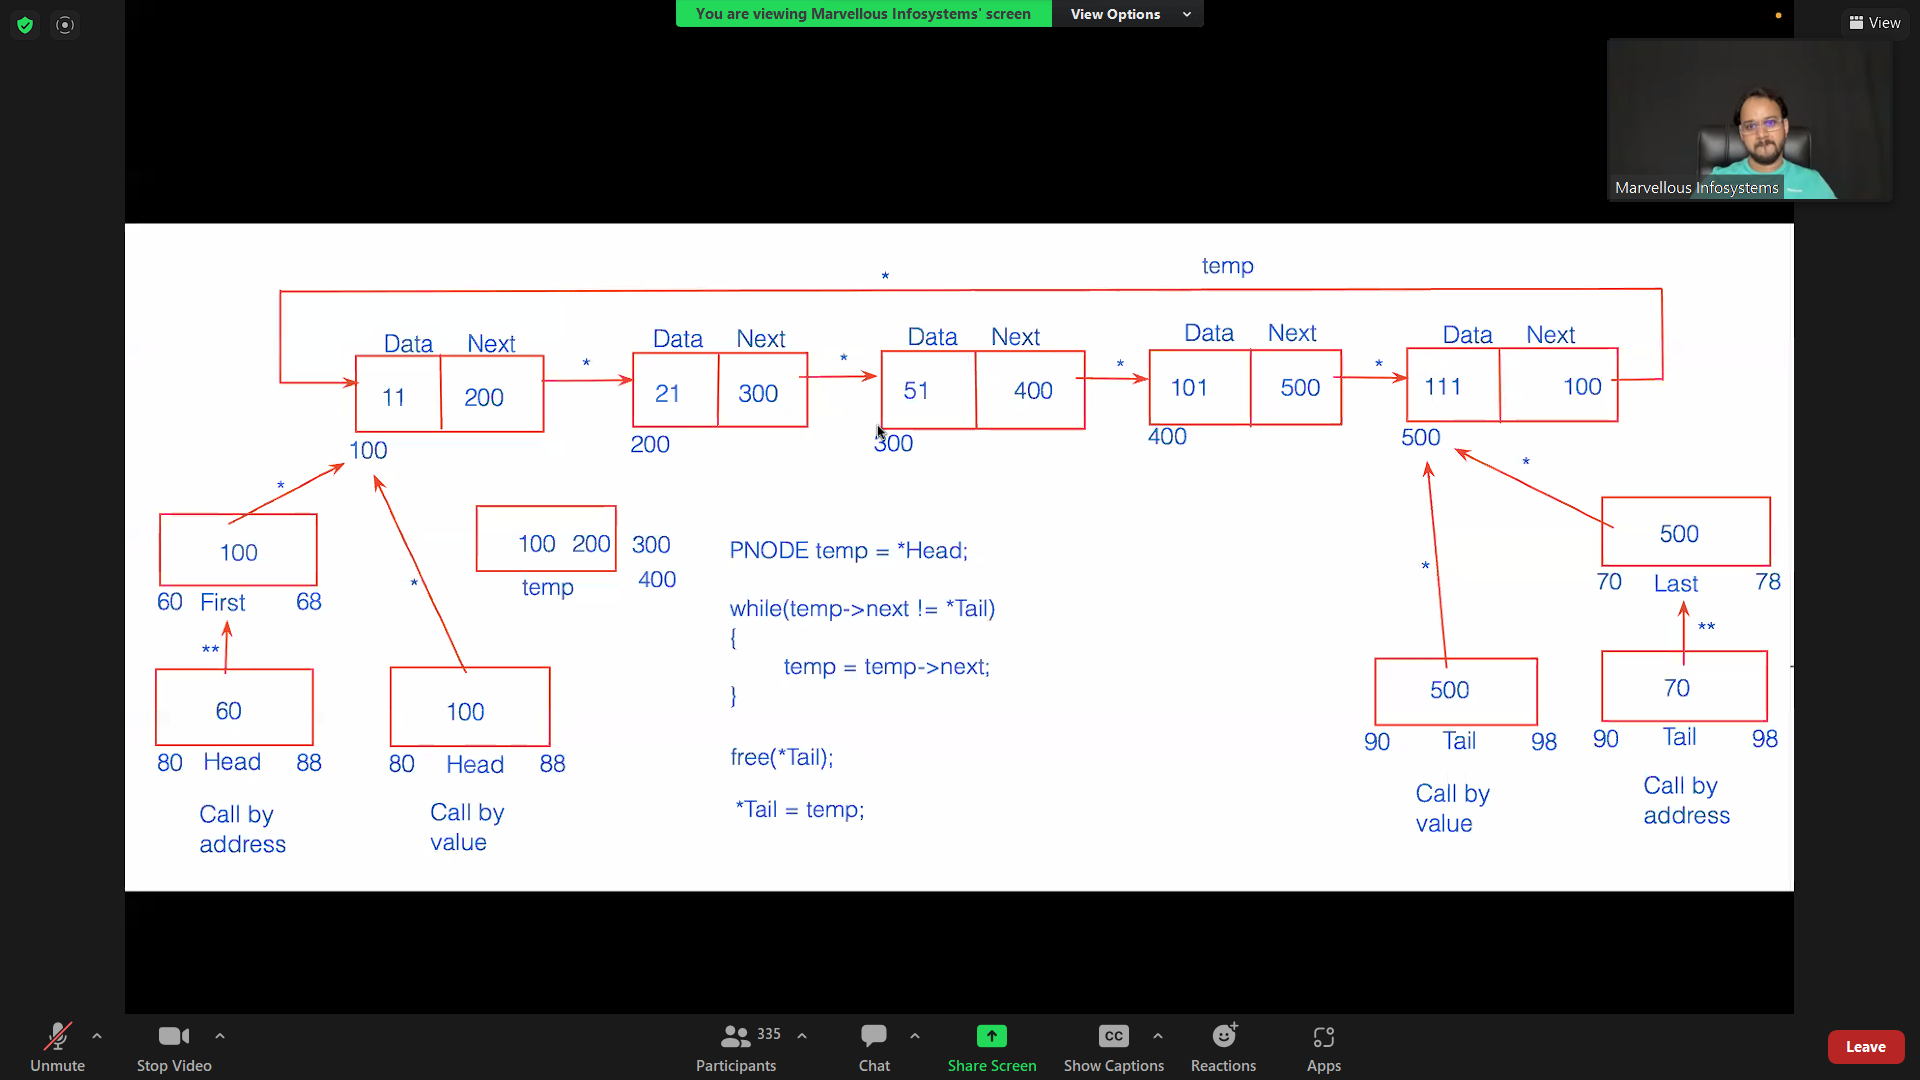 You are viewing Marvellous Infosystems' screen
View Options
View
Marvellous Infosystems
temp
*
Data Next
Data Next
Data Next
Data Next
Data Next
11 200
*
21 300
*
51 400
*
101 500
*
111 100
100
200
300
400
500
*
100
60 First 68
**
60
80 Head 88
Call by
address
*
100
80 Head 88
Call by
value
100 200 300
temp 400
PNODE temp = *Head;
while(temp->next != *Tail)
{
temp = temp->next;
}
free(*Tail);
*Tail = temp;
*
500
90 Tail 98
Call by
value
*
500
70 Last 78
**
70
90 Tail 98
Call by
address
Unmute
Stop Video
335
Participants
Chat
Share Screen
CC
Show Captions
Reactions
Apps
Leave